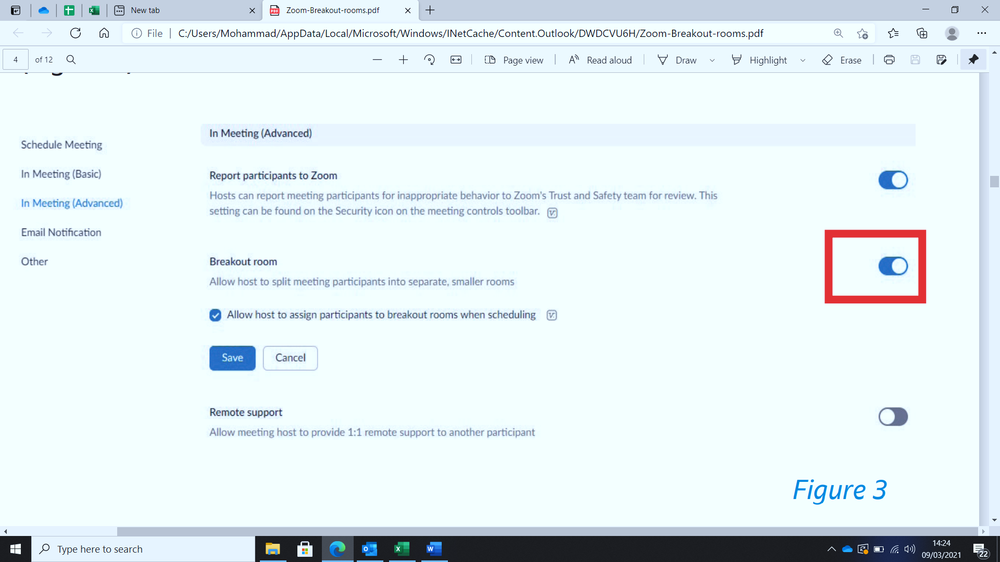 New tab
Zoom-Breakout-rooms.pdf
File
C:/Users/Mohammad/AppData/Local/Microsoft/Windows/INetCache/Content.Outlook/DWDCVU6H/Zoom-Breakout-rooms.pdf
4 of 12
Page view
Read aloud
Draw
Highlight
Erase
Schedule Meeting
In Meeting (Basic)
In Meeting (Advanced)
Email Notification
Other
In Meeting (Advanced)
Report participants to Zoom
Hosts can report meeting participants for inappropriate behavior to Zoom's Trust and Safety team for review. This
setting can be found on the Security icon on the meeting controls toolbar.
Breakout room
Allow host to split meeting participants into separate, smaller rooms
Allow host to assign participants to breakout rooms when scheduling
Save
Cancel
Remote support
Allow meeting host to provide 1:1 remote support to another participant
Figure 3
Type here to search
14:24
09/03/2021
22